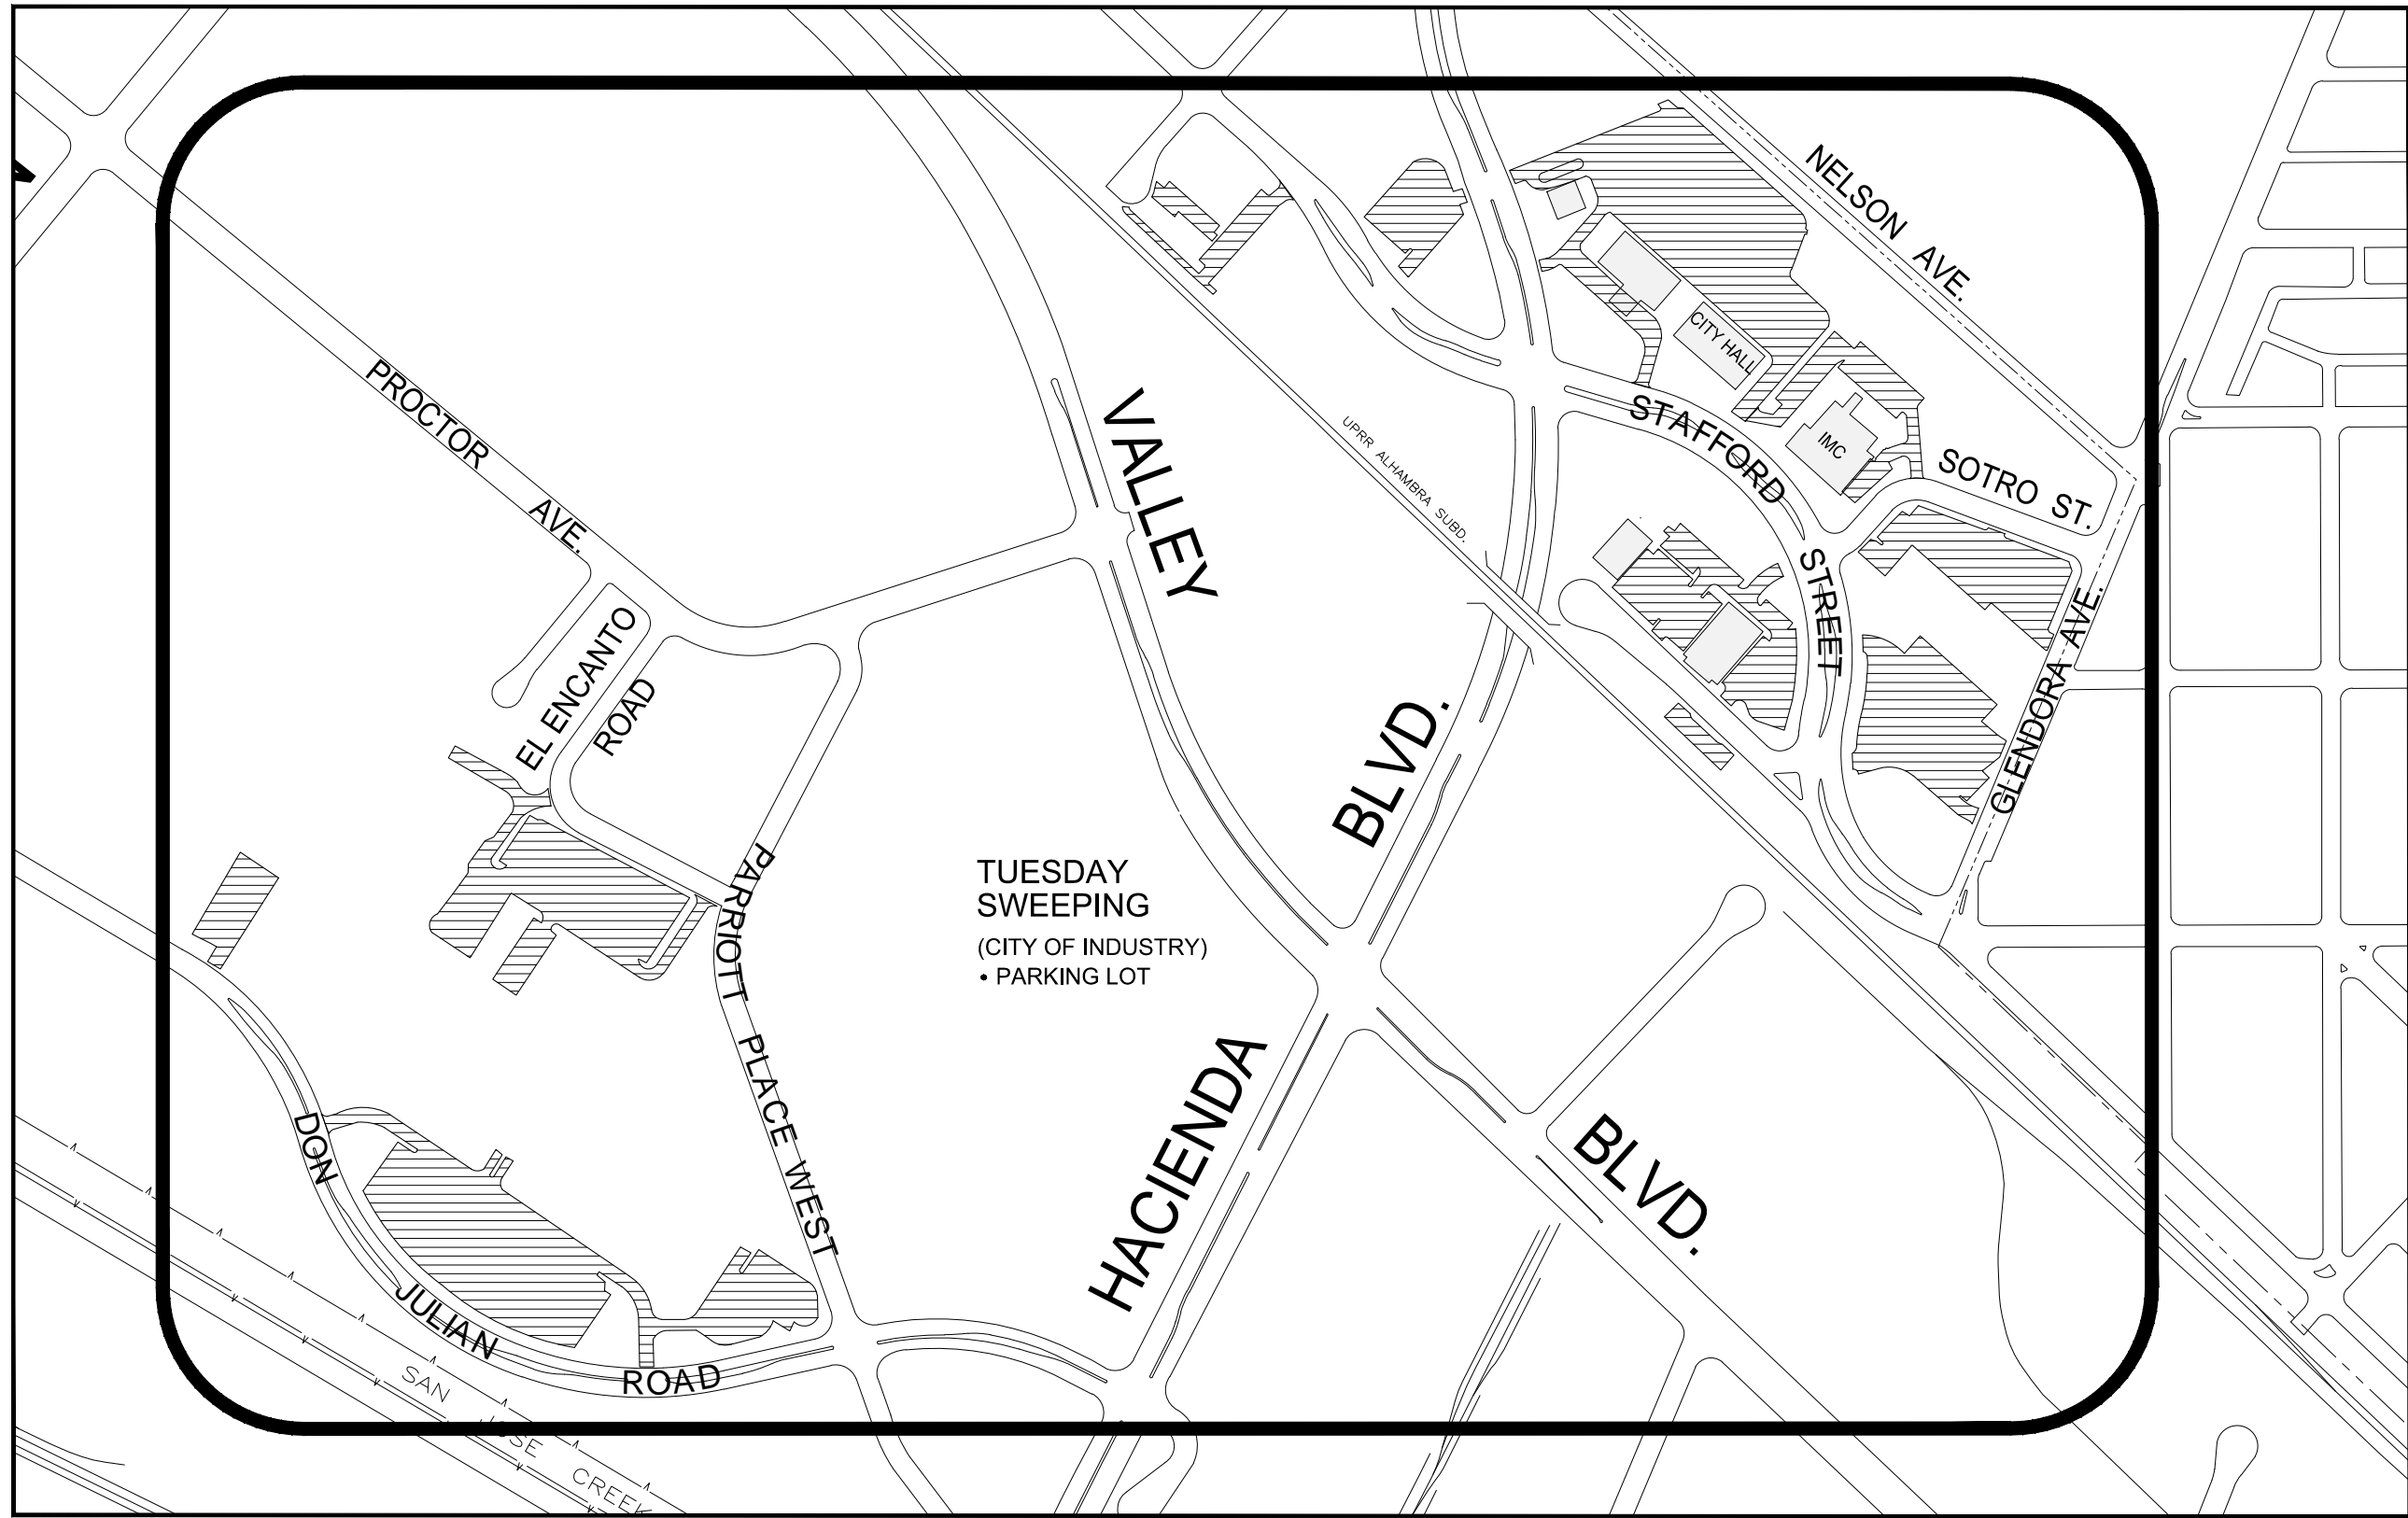 NELSON AVE.
CITY HALL
PROCTOR AVE.
VALLEY
STAFFORD
STREET
UPRR ALHAMBRA SUBD.
IMC
SOTRO ST.
EL ENCANTO
ROAD
GLENDORA AVE.
BLVD.
PARRIOTT PLACE WEST
TUESDAY
SWEEPING
(CITY OF INDUSTRY)
• PARKING LOT
HACIENDA
BLVD.
DON
JULIAN
ROAD
SAN JOSE CREEK